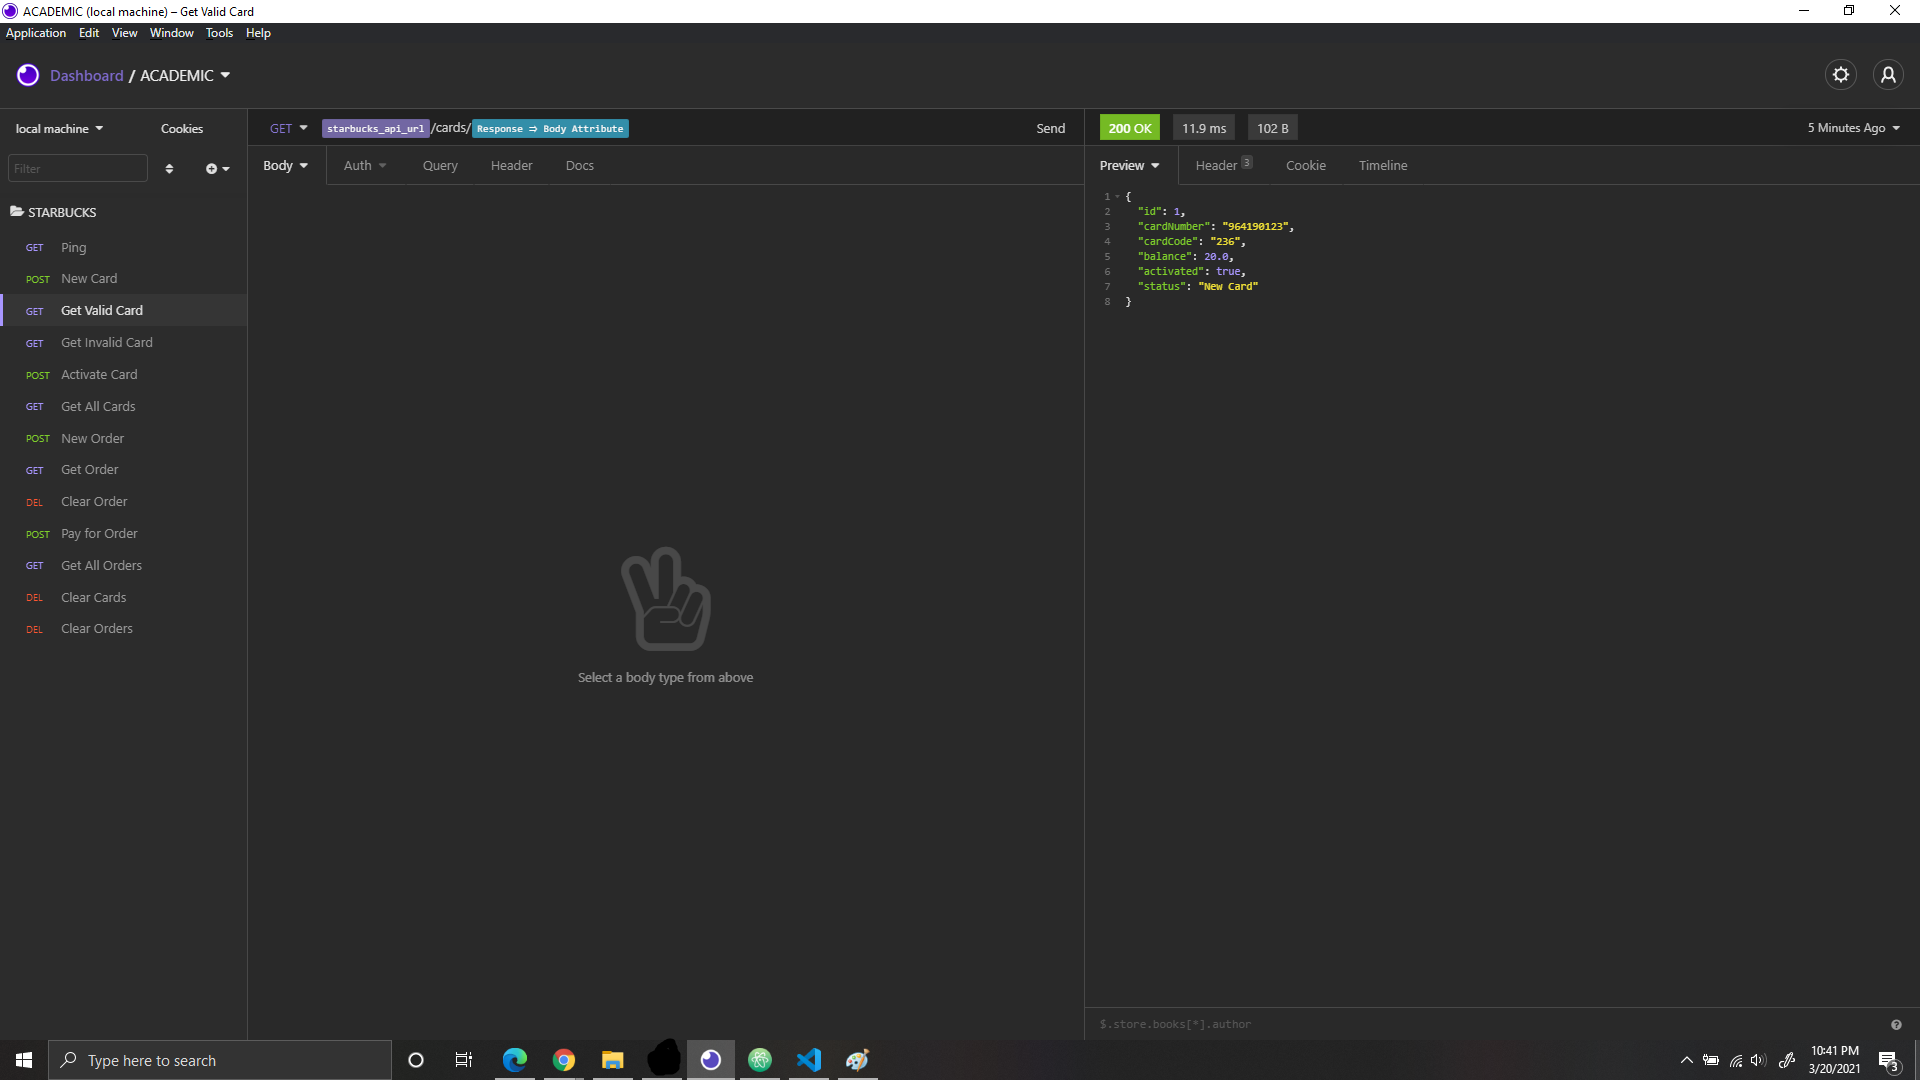 ACADEMIC (local machine) – Get Valid Card
Application Edit View Window Tools Help
Dashboard / ACADEMIC
local machine Cookies
GET starbucks_api_url/cards/Response ⇒ Body Attribute Send
200 OK 11.9 ms 102 B 5 Minutes Ago
Filter
Body Auth Query Header Docs
Preview Header 3 Cookie Timeline
STARBUCKS
GET Ping
POST New Card
GET Get Valid Card
GET Get Invalid Card
POST Activate Card
GET Get All Cards
POST New Order
GET Get Order
DEL Clear Order
POST Pay for Order
GET Get All Orders
DEL Clear Cards
DEL Clear Orders
Select a body type from above
1 {
2 "id": 1,
3 "cardNumber": "964190123",
4 "cardCode": "236",
5 "balance": 20.0,
6 "activated": true,
7 "status": "New Card"
8 }
$.store.books[*].author
Type here to search
10:41 PM
3/20/2021
3